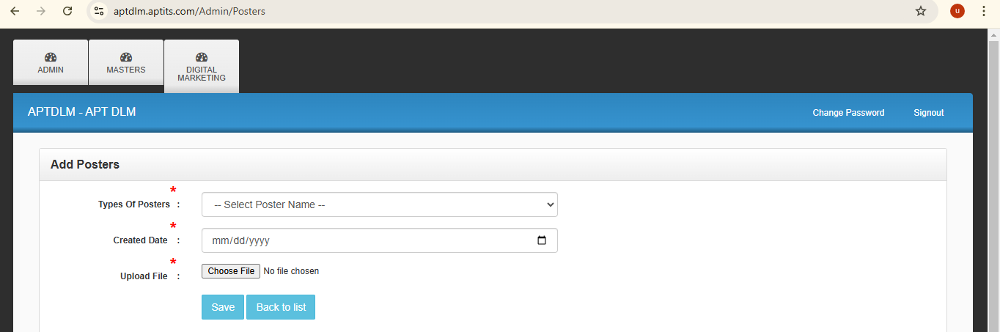 aptdlm.aptits.com/Admin/Posters
u
ADMIN
MASTERS
DIGITAL
MARKETING
APTDLM - APT DLM
Change Password
Signout
Add Posters
*
Types Of Posters :
-- Select Poster Name --
*
Created Date :
mm/dd/yyyy
*
Upload File :
Choose File No file chosen
Save
Back to list